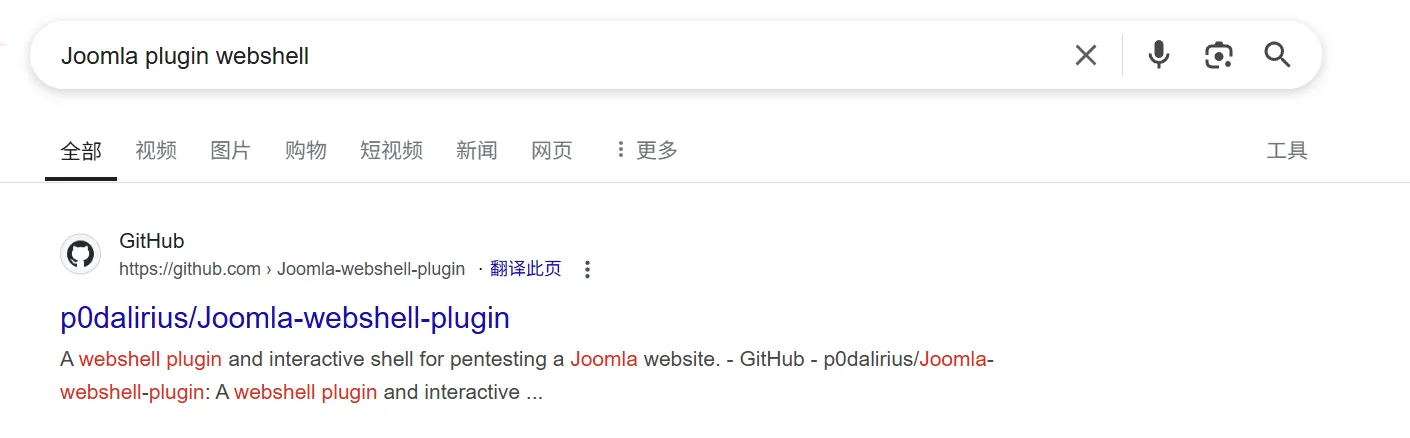 Joomla plugin webshell
全部 视频 图片 购物 短视频 新闻 网页 更多 工具
GitHub
https://github.com › Joomla-webshell-plugin · 翻译此页
p0dalirius/Joomla-webshell-plugin
A webshell plugin and interactive shell for pentesting a Joomla website. - GitHub - p0dalirius/Joomla-
webshell-plugin: A webshell plugin and interactive ...